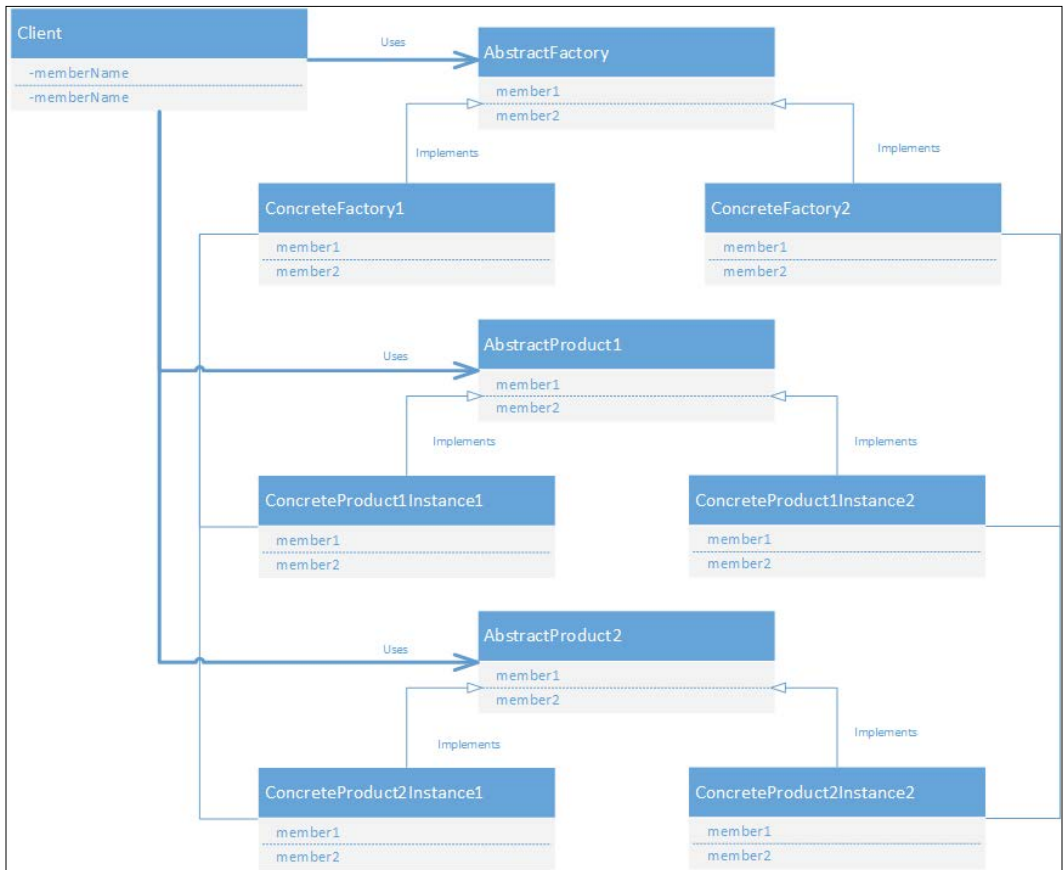 Client
-memberName
-memberName
Uses
AbstractFactory
member1
member2
Implements
Implements
ConcreteFactory1
member1
member2
ConcreteFactory2
member1
member2
Uses
AbstractProduct1
member1
member2
Implements
Implements
ConcreteProduct1Instance1
member1
member2
ConcreteProduct1Instance2
member1
member2
Uses
AbstractProduct2
member1
member2
Implements
Implements
ConcreteProduct2Instance1
member1
member2
ConcreteProduct2Instance2
member1
member2